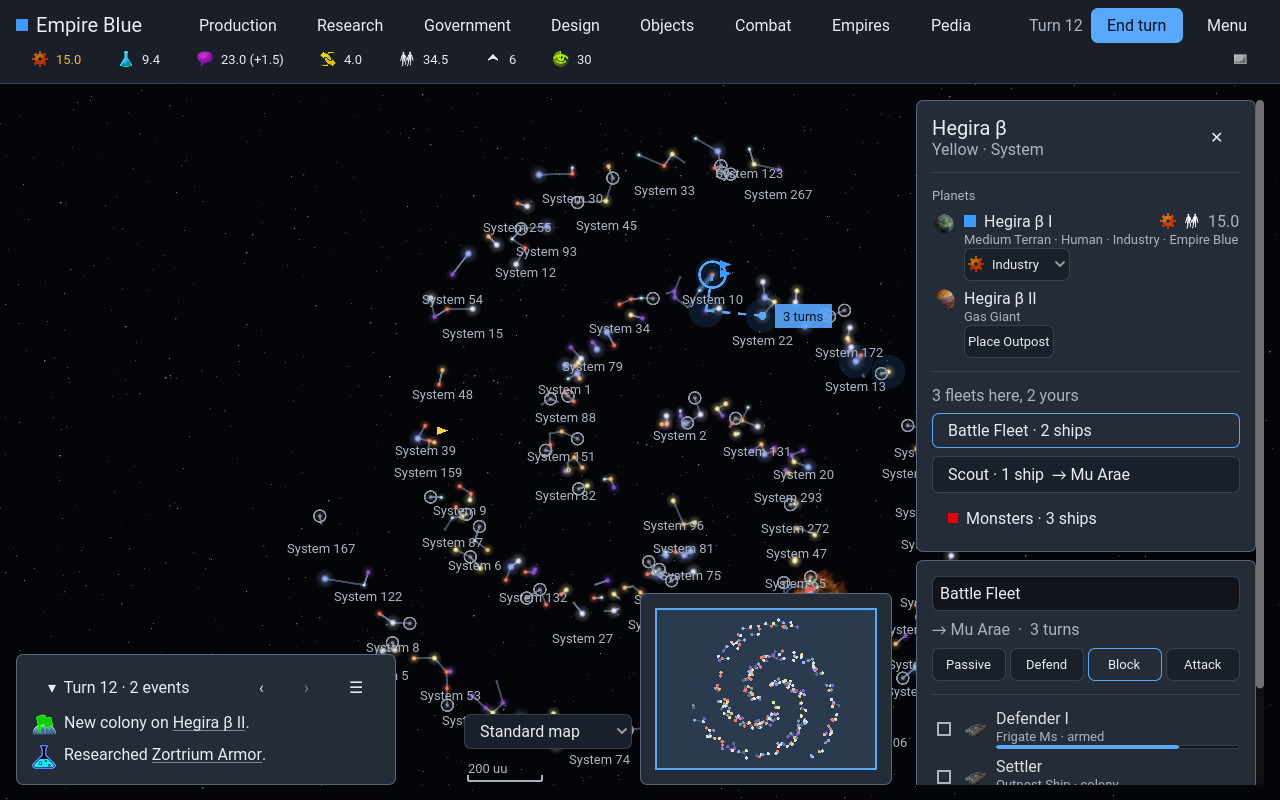 Empire Blue
Production Research Government Design Objects Combat Empires Pedia
Turn 12 End turn Menu
15.0 9.4 23.0 (+1.5) 4.0 34.5 6 30
System 123
System 33
System 267
System 30
System 45
System 255
System 93
System 12
System 54
System 10
System 15
System 34
3 turns
System 22
System 172
System 79
System 13
System 1
System 48
System 88
System 2
System 39
System 151
System 131
System 159
System 20
System 82
System 293
System 9
System 96
System 272
System 87
System 81
System 47
System 167
System 6
System 75
System 65
System 122
System 132
System 27
System 8
System 53
System 74
Hegira β
Yellow · System
✕
Planets
Hegira β I 15.0
Medium Terran · Human · Industry · Empire Blue
Industry
Hegira β II
Gas Giant
Place Outpost
3 fleets here, 2 yours
Battle Fleet · 2 ships
Scout · 1 ship → Mu Arae
Monsters · 3 ships
Battle Fleet
→ Mu Arae · 3 turns
Passive Defend Block Attack
Defender I
Frigate Ms · armed
Settler
Outpost Ship · colony
▾ Turn 12 · 2 events ‹ › ☰
New colony on Hegira β II.
Researched Zortrium Armor.
Standard map
200 uu